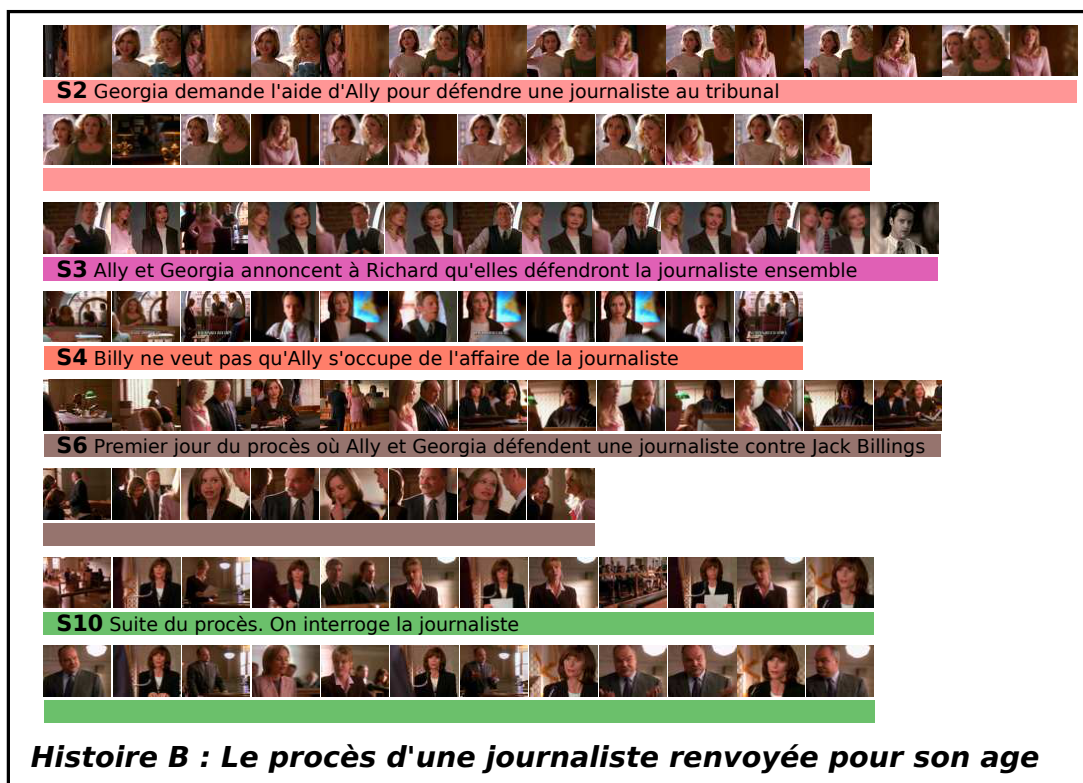 S2 Georgia demande l'aide d'Ally pour défendre une journaliste au tribunal
S3 Ally et Georgia annoncent à Richard qu'elles défendront la journaliste ensemble
S4 Billy ne veut pas qu'Ally s'occupe de l'affaire de la journaliste
S6 Premier jour du procès où Ally et Georgia défendent une journaliste contre Jack Billings
S10 Suite du procès. On interroge la journaliste
Histoire B : Le procès d'une journaliste renvoyée pour son age